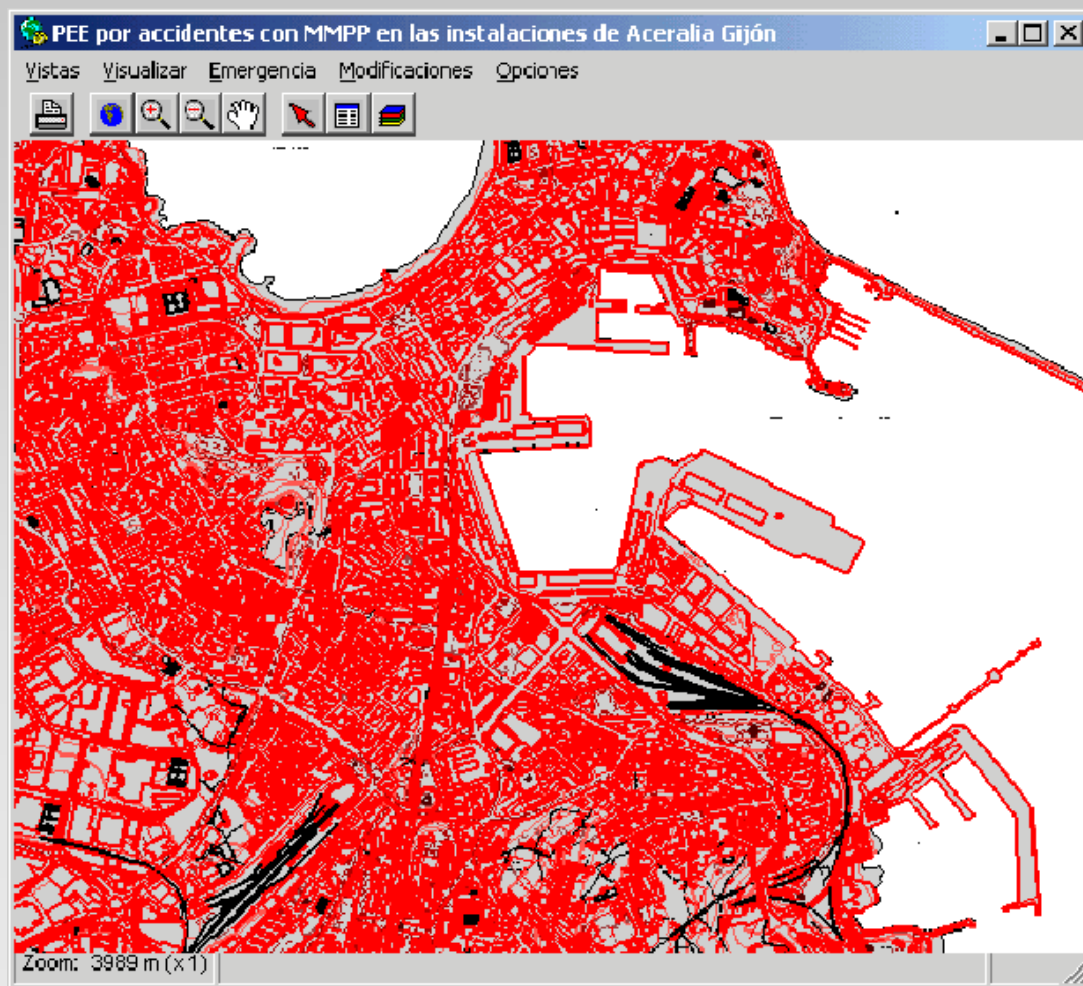 PEE por accidentes con MMPP en las instalaciones de Aceralia Gijón
Vistas Visualizar Emergencia Modificaciones Opciones
Zoom: 3989 m (x1)